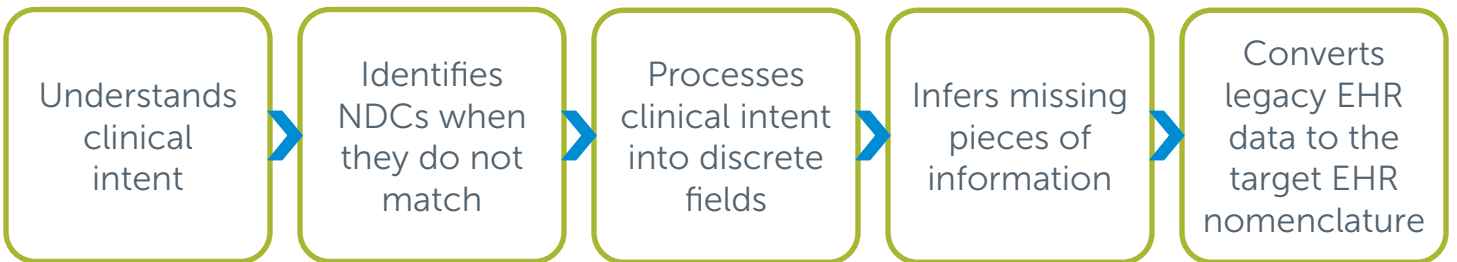 Understands
clinical
intent
Identifies
NDCs when
they do not
match
Processes
clinical intent
into discrete
fields
Infers missing
pieces of
information
Converts
legacy EHR
data to the
target EHR
nomenclature